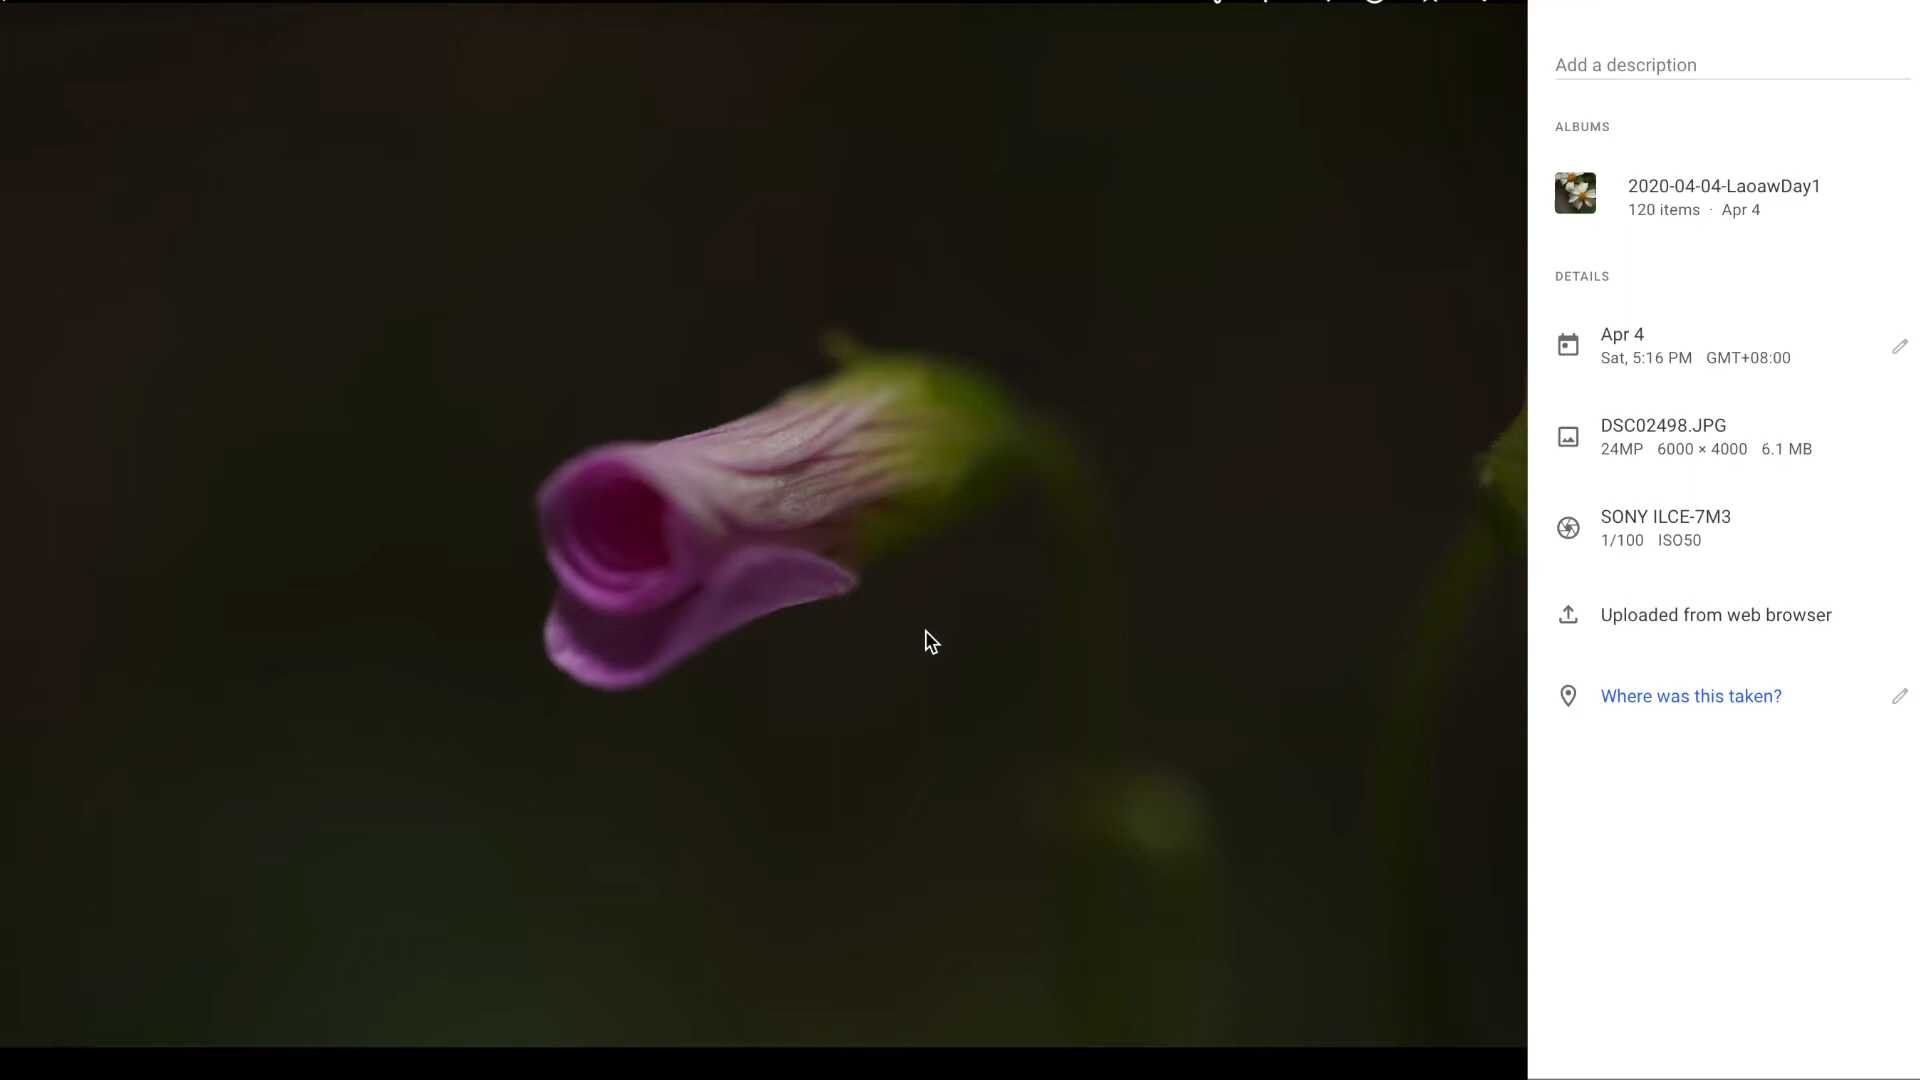 Add a description
ALBUMS
2020-04-04-LaoawDay1
120 items · Apr 4
DETAILS
Apr 4
Sat, 5:16 PM GMT+08:00
DSC02498.JPG
24MP 6000 × 4000 6.1 MB
SONY ILCE-7M3
1/100 ISO50
Uploaded from web browser
Where was this taken?